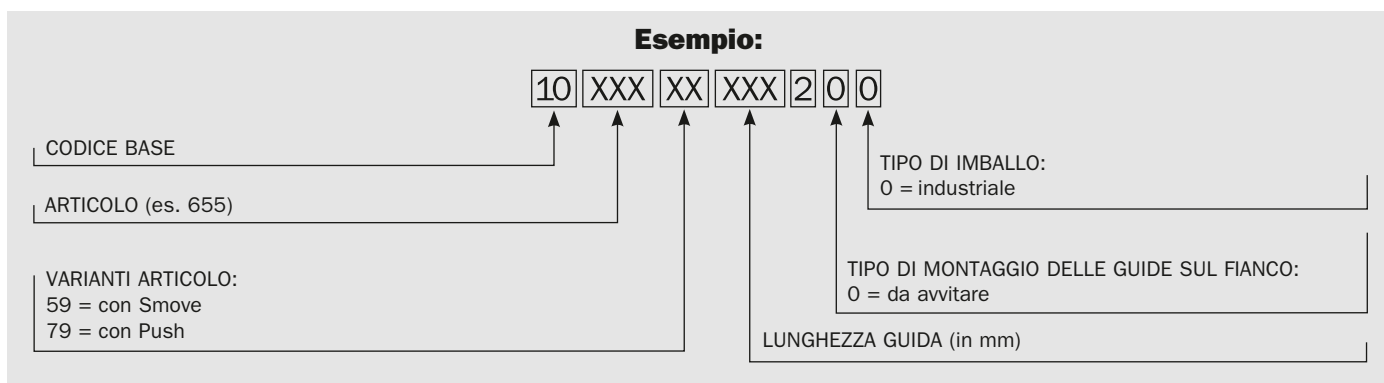 Esempio:
10 XXX XX XXX 2 0 0
CODICE BASE
ARTICOLO (es. 655)
VARIANTI ARTICOLO:
59 = con Smove
79 = con Push
TIPO DI IMBALLO:
0 = industriale
TIPO DI MONTAGGIO DELLE GUIDE SUL FIANCO:
0 = da avvitare
LUNGHEZZA GUIDA (in mm)